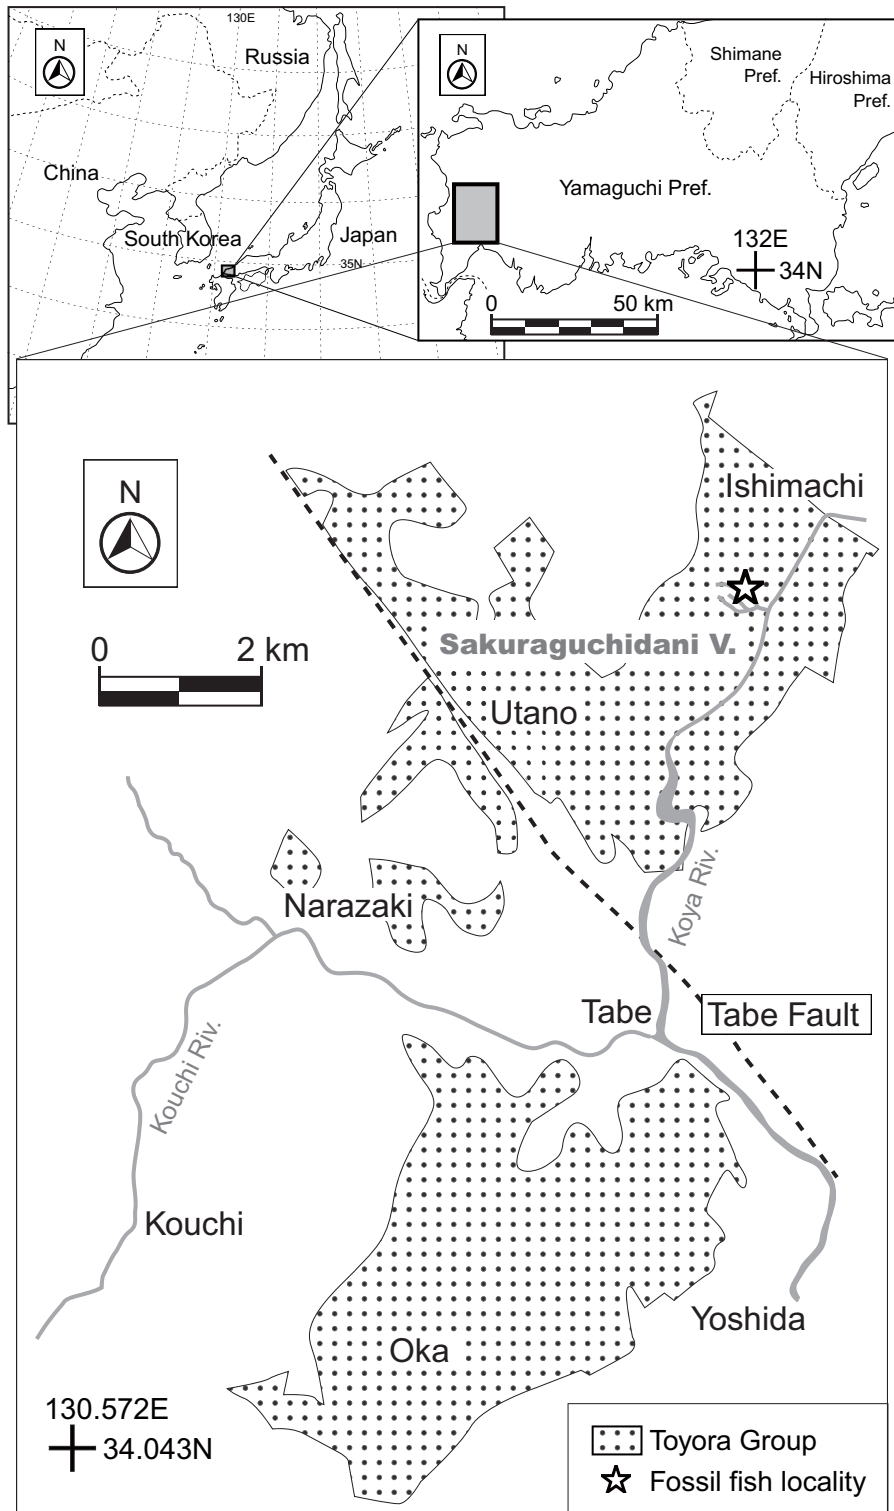 130E
N
Russia
China
South Korea
Japan
35N
N
Shimane
Pref.
Hiroshima
Pref.
Yamaguchi Pref.
132E
34N
0 50 km
N
Ishimachi
0 2 km
Sakuraguchidani V.
Utano
Koya Riv.
Narazaki
Tabe
Tabe Fault
Kouchi Riv.
Kouchi
Yoshida
Oka
130.572E
34.043N
Toyora Group
Fossil fish locality